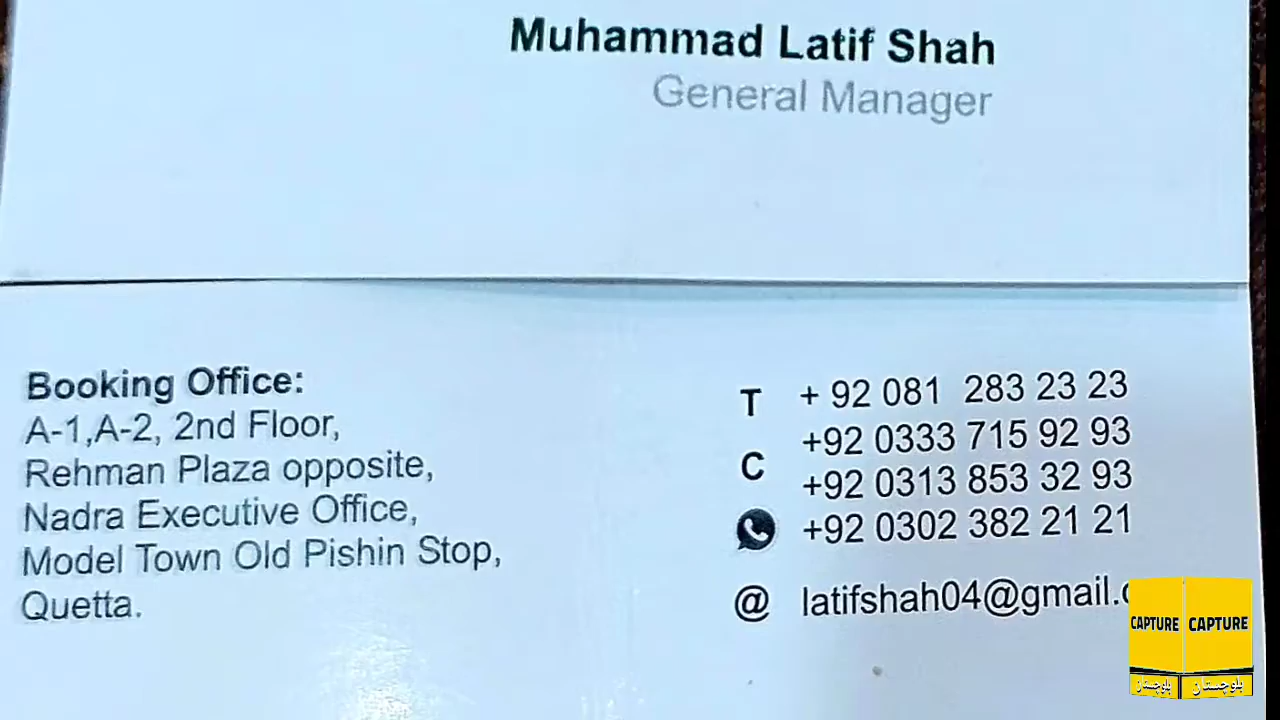 Muhammad Latif Shah
General Manager
Booking Office:
A-1,A-2, 2nd Floor,
Rehman Plaza opposite,
Nadra Executive Office,
Model Town Old Pishin Stop,
Quetta.
T + 92 081 283 23 23
+92 0333 715 92 93
C
+92 0313 853 32 93
+92 0302 382 21 21
@ latifshah04@gmail.
CAPTURE CAPTURE
بلوچستان بلوچستان